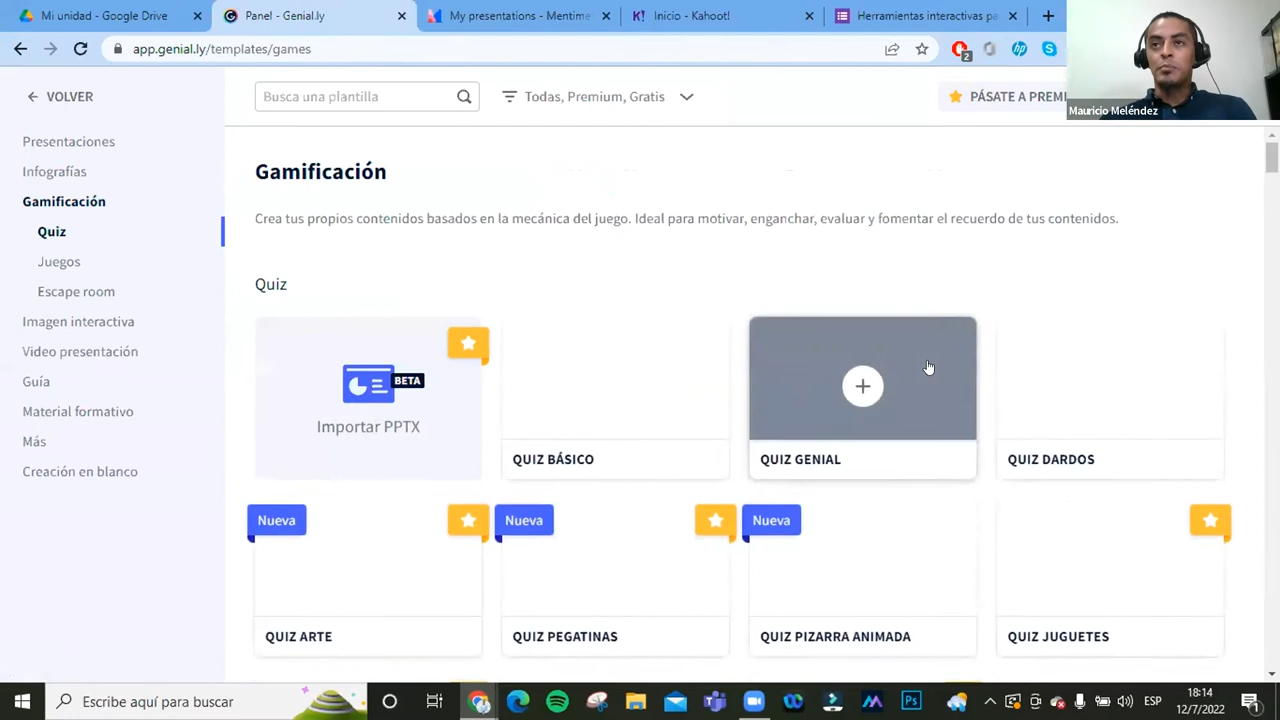 Mi unidad - Google Drive
Panel - Genial.ly
My presentations - Mentime
Inicio - Kahoot!
Herramientas interactivas pa
app.genial.ly/templates/games
2
Mauricio Meléndez
VOLVER
Busca una plantilla
Todas, Premium, Gratis
PÁSATE A PREMI
Presentaciones
Infografías
Gamificación
Quiz
Juegos
Escape room
Imagen interactiva
Video presentación
Guía
Material formativo
Más
Creación en blanco
Gamificación
Crea tus propios contenidos basados en la mecánica del juego. Ideal para motivar, enganchar, evaluar y fomentar el recuerdo de tus contenidos.
Quiz
BETA
Importar PPTX
QUIZ BÁSICO
QUIZ GENIAL
QUIZ DARDOS
Nueva
Nueva
Nueva
QUIZ ARTE
QUIZ PEGATINAS
QUIZ PIZARRA ANIMADA
QUIZ JUGUETES
Escribe aquí para buscar
ESP
18:14
12/7/2022
1